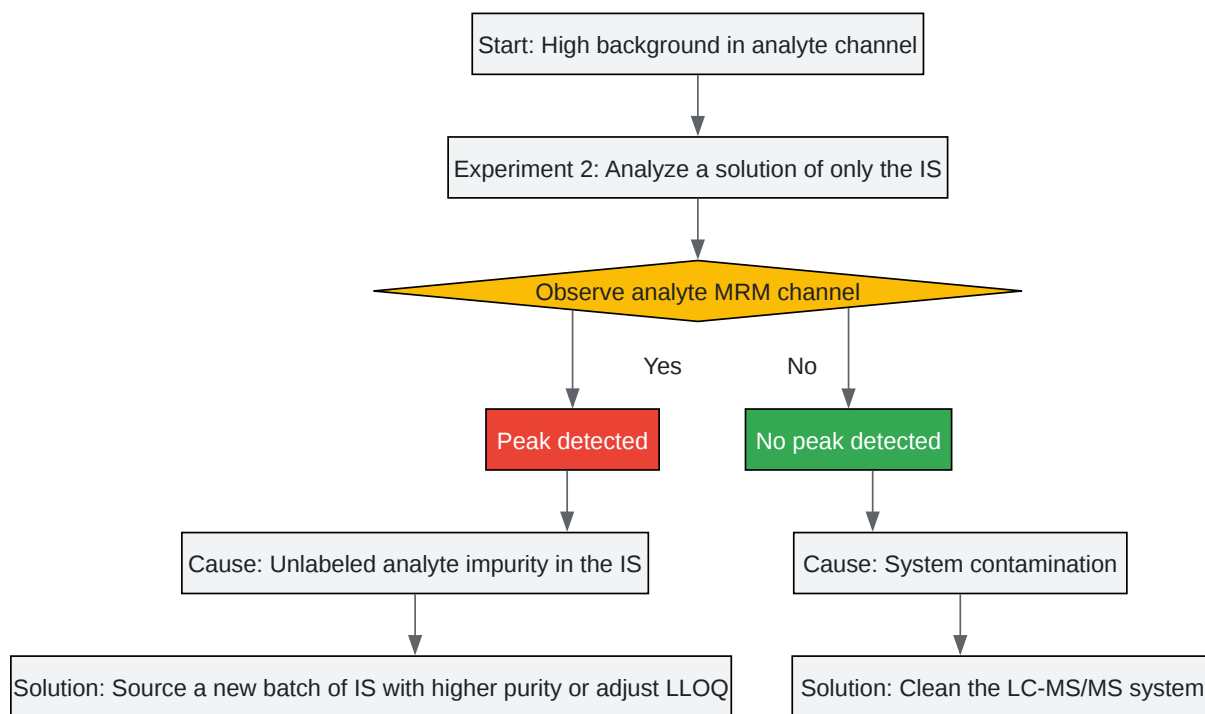 Start: High background in analyte channel
Experiment 2: Analyze a solution of only the IS
Observe analyte MRM channel
Yes
No
Peak detected
No peak detected
Cause: Unlabeled analyte impurity in the IS
Cause: System contamination
Solution: Source a new batch of IS with higher purity or adjust LLOQ
Solution: Clean the LC-MS/MS system